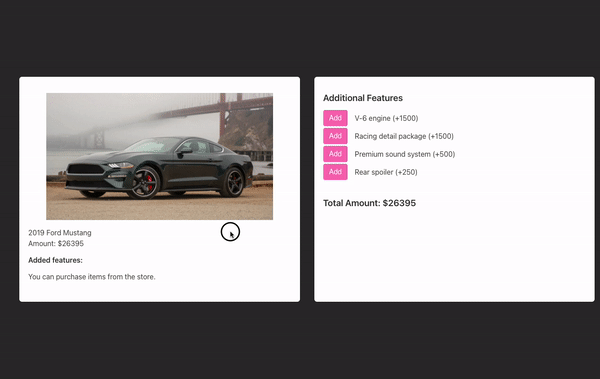 2019 Ford Mustang
Amount: $26395
Added features:
You can purchase items from the store.
Additional Features
Add V-6 engine (+1500)
Add Racing detail package (+1500)
Add Premium sound system (+500)
Add Rear spoiler (+250)
Total Amount: $26395